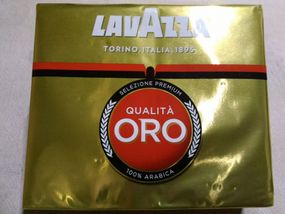 LAVAZZA
TORINO, ITALIA, 1895
SELEZIONE PREMIUM
QUALITÀ
ORO
100% ARABICA